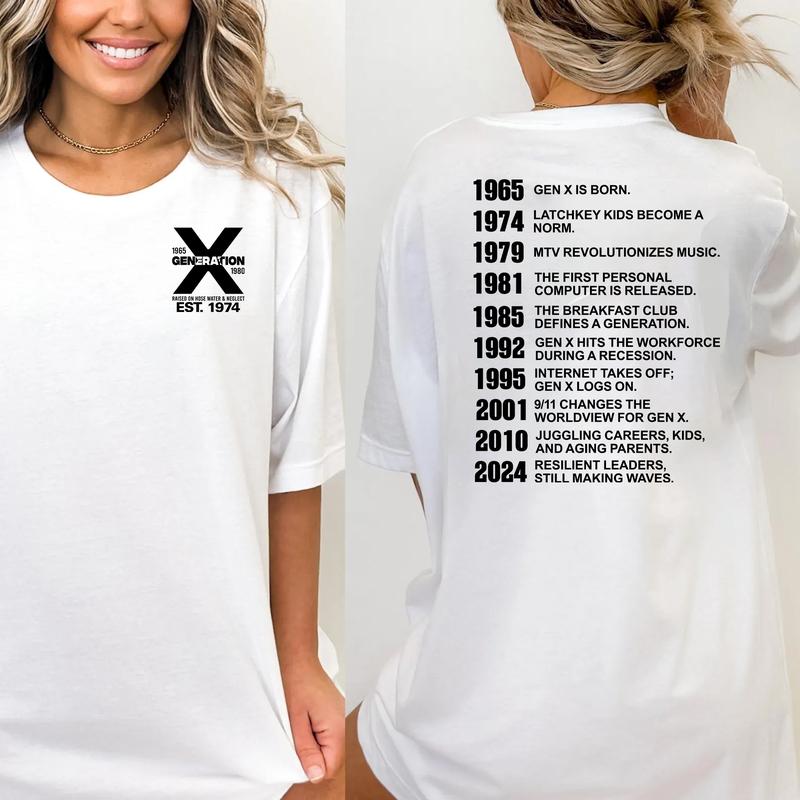 1965
GENERATION
1980
RAISED ON HOSE WATER & NEGLECT
EST. 1974
1965 GEN X IS BORN.
1974 LATCHKEY KIDS BECOME A
NORM.
1979 MTV REVOLUTIONIZES MUSIC.
1981 THE FIRST PERSONAL
COMPUTER IS RELEASED.
1985 THE BREAKFAST CLUB
DEFINES A GENERATION.
1992 GEN X HITS THE WORKFORCE
DURING A RECESSION.
1995 INTERNET TAKES OFF;
GEN X LOGS ON.
2001 9/11 CHANGES THE
WORLDVIEW FOR GEN X.
2010 JUGGLING CAREERS, KIDS,
AND AGING PARENTS.
2024 RESILIENT LEADERS,
STILL MAKING WAVES.